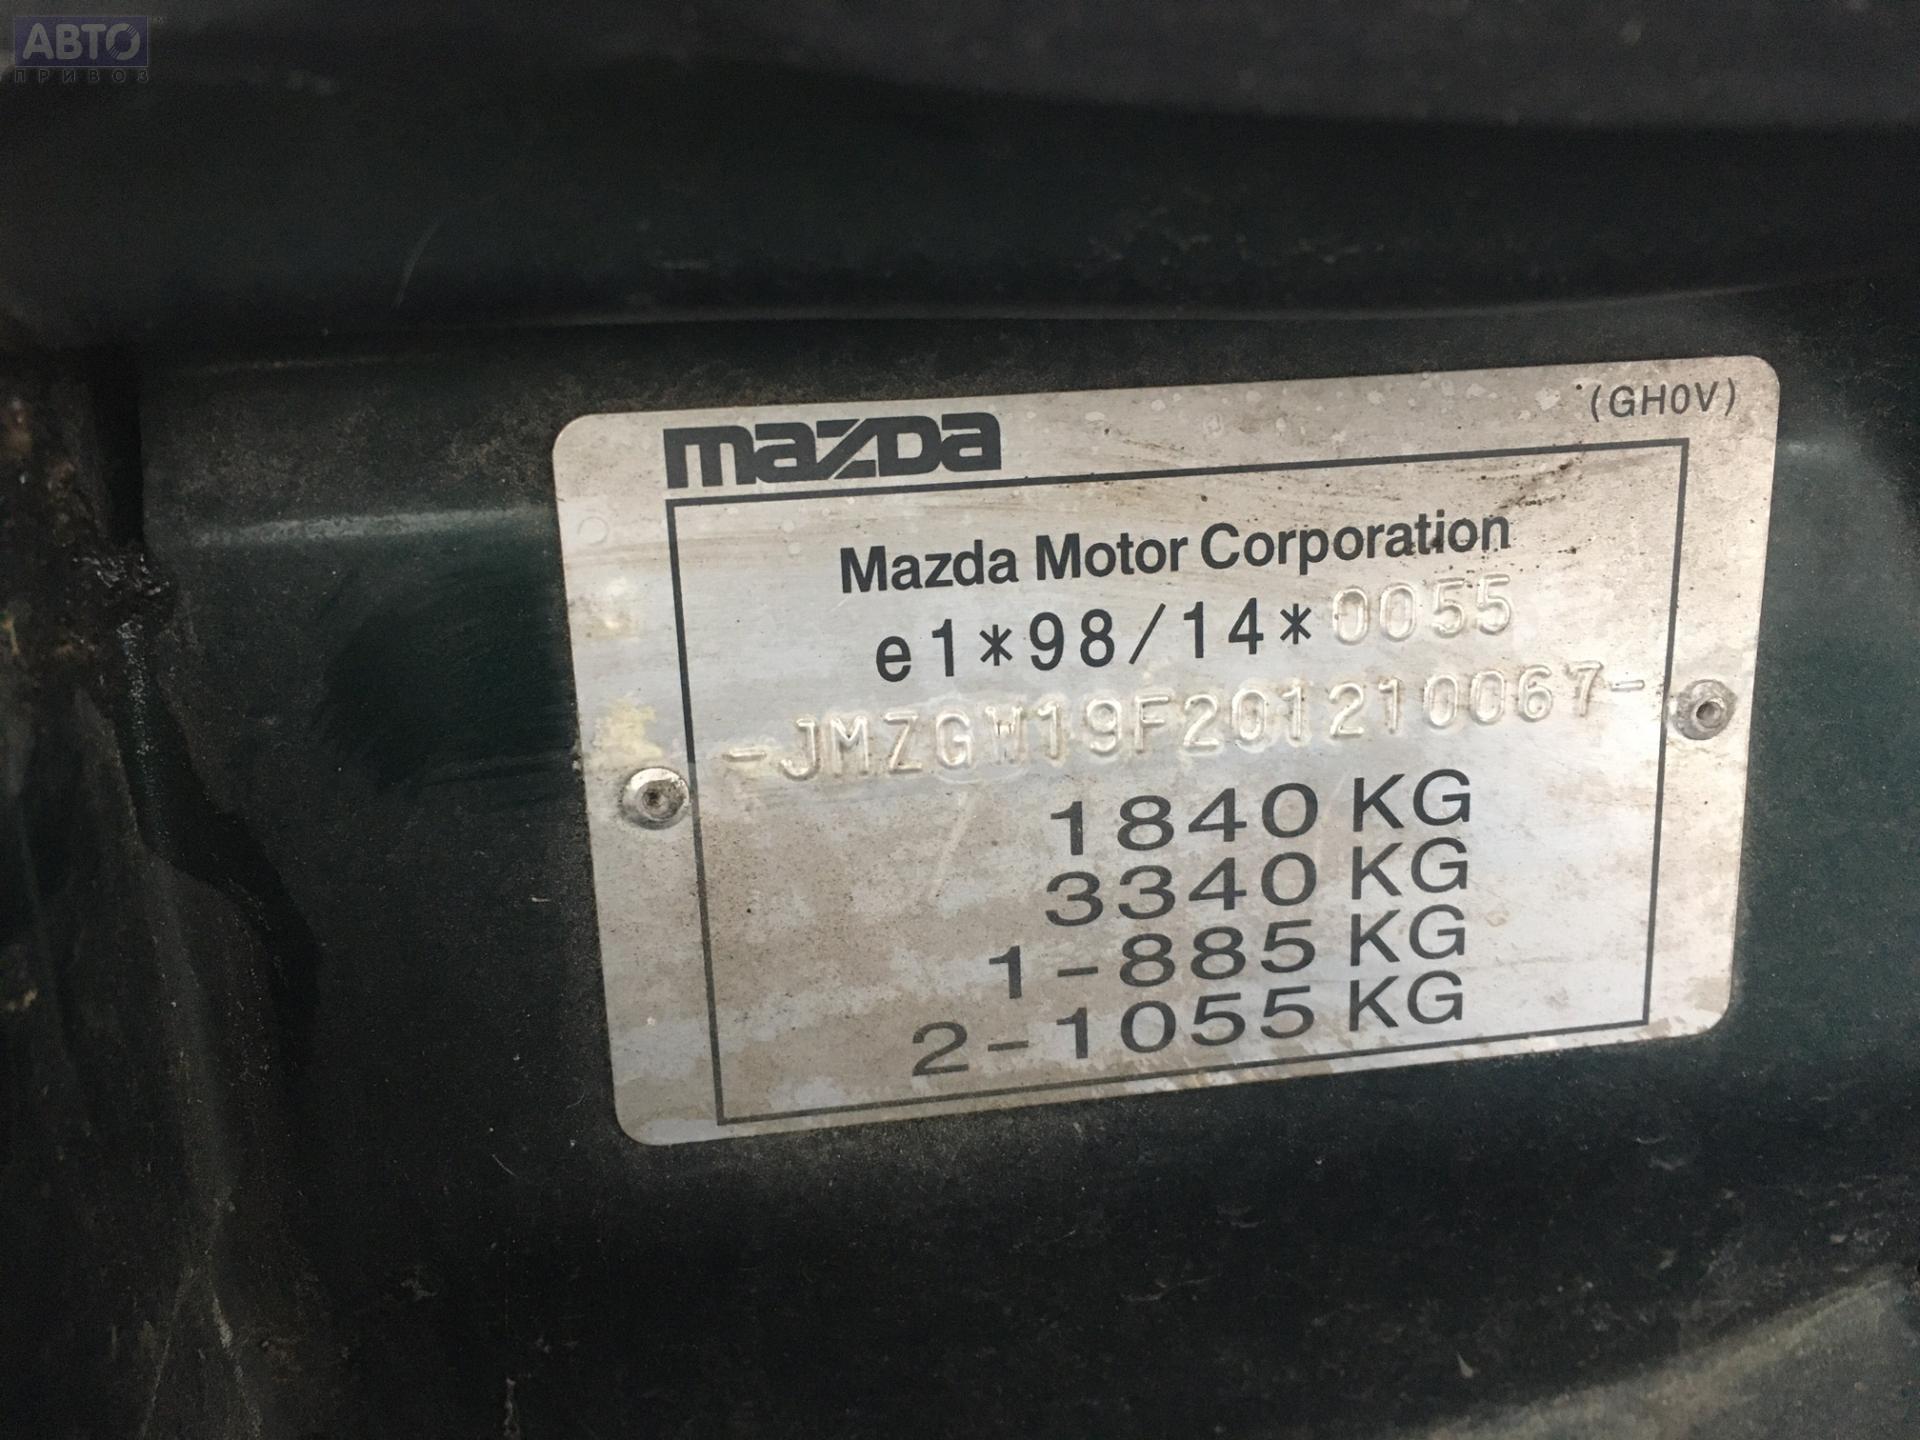 АВТО
ПРИВОЗ
mazda (GH0V)
Mazda Motor Corporation
e1*98/14*0055
-JMZGW19F201210067-
1840 KG
3340 KG
1-885 KG
2-1055 KG